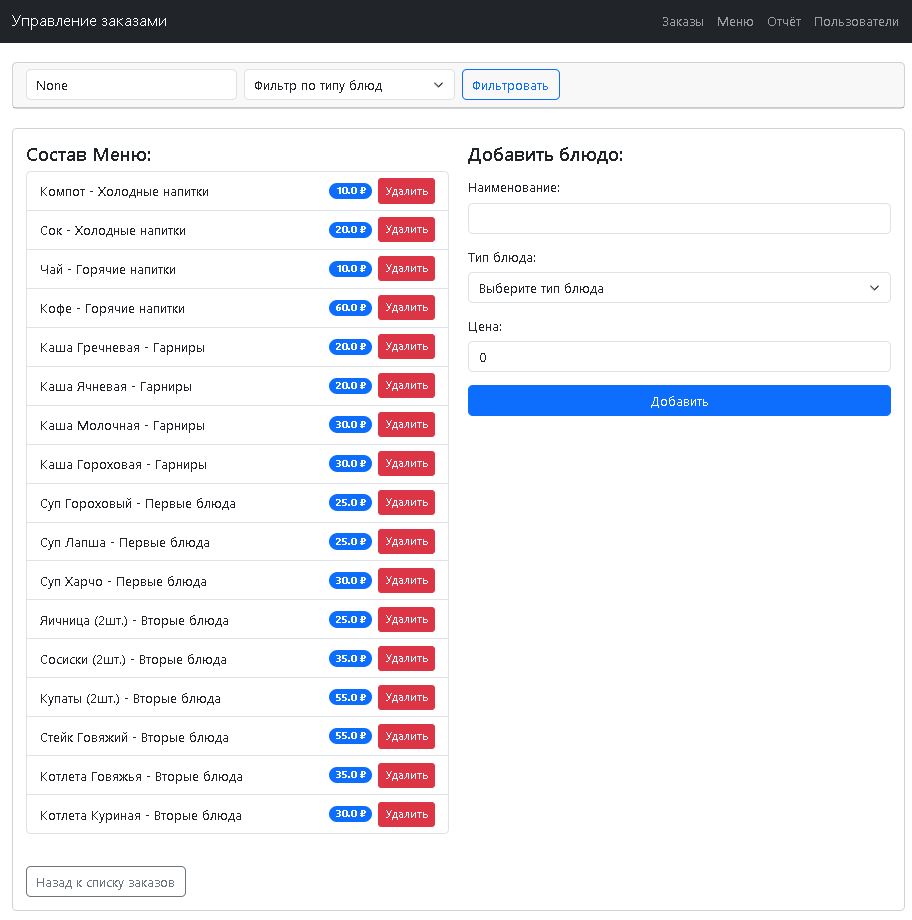 Управление заказами
Заказы Меню Отчёт Пользователи
None
Фильтр по типу блюд
Фильтровать
Состав Меню:
Компот - Холодные напитки 10.0 ₽ Удалить
Сок - Холодные напитки 20.0 ₽ Удалить
Чай - Горячие напитки 10.0 ₽ Удалить
Кофе - Горячие напитки 60.0 ₽ Удалить
Каша Гречневая - Гарниры 20.0 ₽ Удалить
Каша Ячневая - Гарниры 20.0 ₽ Удалить
Каша Молочная - Гарниры 30.0 ₽ Удалить
Каша Гороховая - Гарниры 30.0 ₽ Удалить
Суп Гороховый - Первые блюда 25.0 ₽ Удалить
Суп Лапша - Первые блюда 25.0 ₽ Удалить
Суп Харчо - Первые блюда 30.0 ₽ Удалить
Яичница (2шт.) - Вторые блюда 25.0 ₽ Удалить
Сосиски (2шт.) - Вторые блюда 35.0 ₽ Удалить
Купаты (2шт.) - Вторые блюда 55.0 ₽ Удалить
Стейк Говяжий - Вторые блюда 55.0 ₽ Удалить
Котлета Говяжья - Вторые блюда 35.0 ₽ Удалить
Котлета Куриная - Вторые блюда 30.0 ₽ Удалить
Добавить блюдо:
Наименование:
Тип блюда:
Выберите тип блюда
Цена:
0
Добавить
Назад к списку заказов